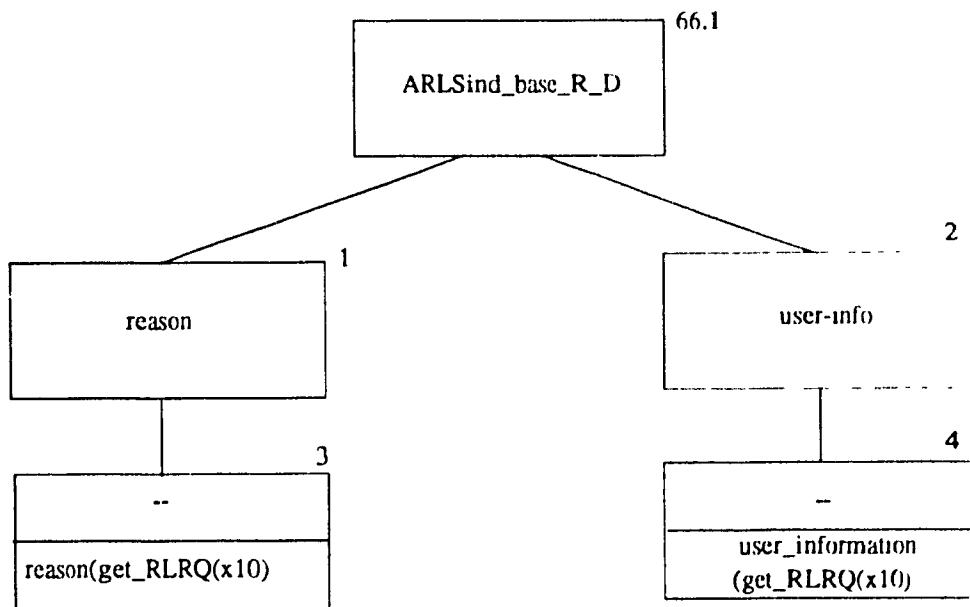 66.1
ARLSind_base_R_D
1
2
reason
user-info
3
4
--
--
reason(get_RLRQ(x10)
user_information
(get_RLRQ(x10)